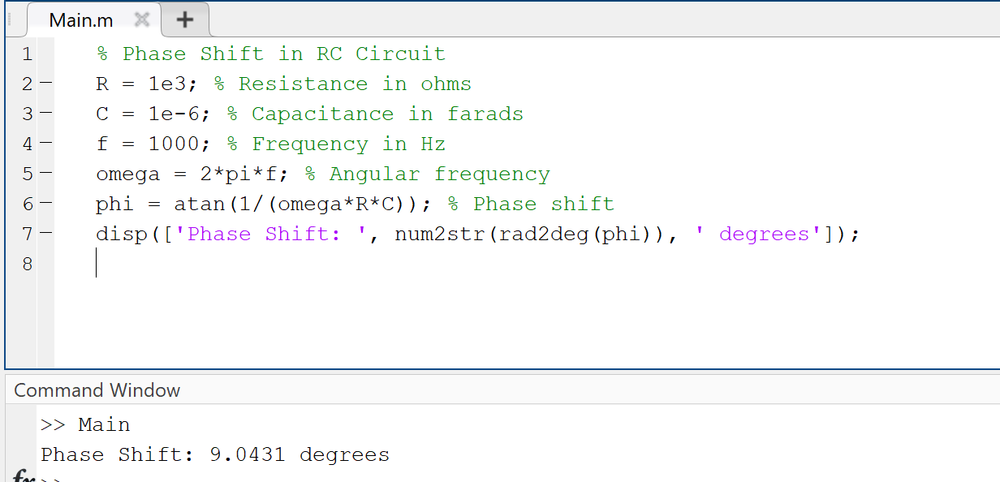 Main.m
1 % Phase Shift in RC Circuit
2 R = 1e3; % Resistance in ohms
3 C = 1e-6; % Capacitance in farads
4 f = 1000; % Frequency in Hz
5 omega = 2*pi*f; % Angular frequency
6 phi = atan(1/(omega*R*C)); % Phase shift
7 disp(['Phase Shift: ', num2str(rad2deg(phi)), ' degrees']);
8
Command Window
>> Main
Phase Shift: 9.0431 degrees
fx >>